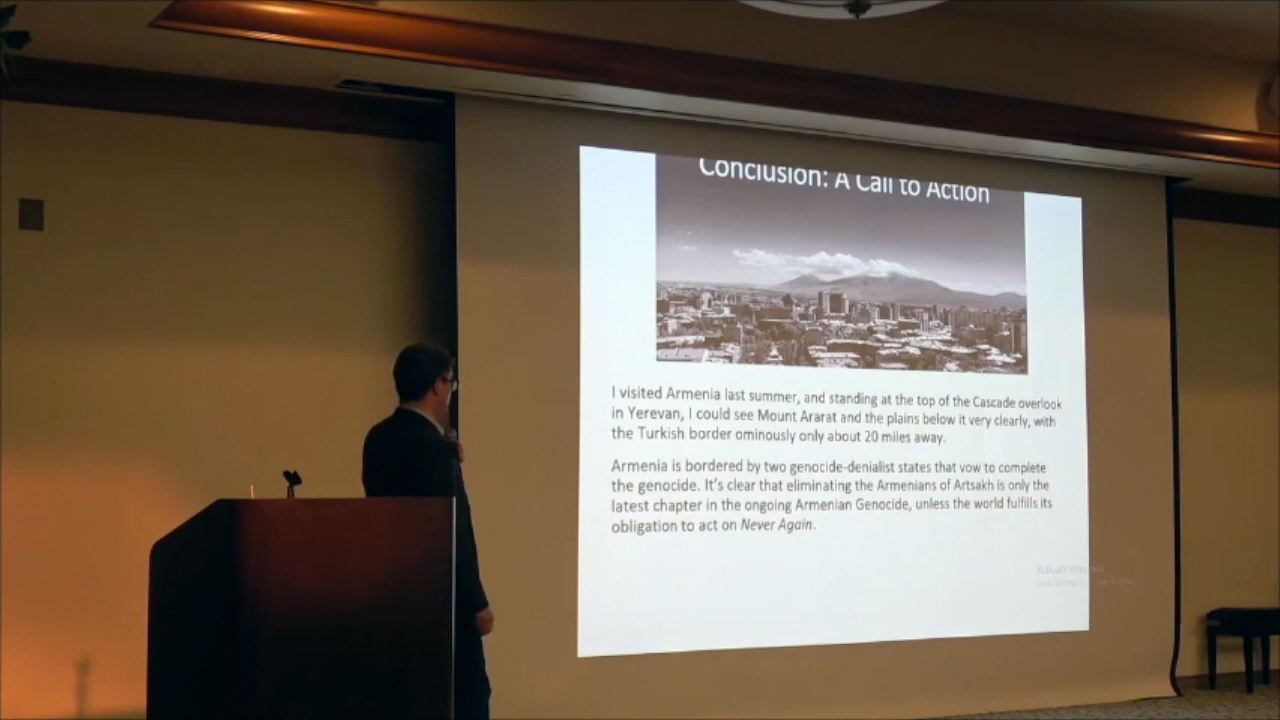 Conclusion: A Call to Action
I visited Armenia last summer, and standing at the top of the Cascade overlook
in Yerevan, I could see Mount Ararat and the plains below it very clearly, with
the Turkish border ominously only about 20 miles away.
Armenia is bordered by two genocide-denialist states that vow to complete
the genocide. It's clear that eliminating the Armenians of Artsakh is only the
latest chapter in the ongoing Armenian Genocide, unless the world fulfills its
obligation to act on Never Again.